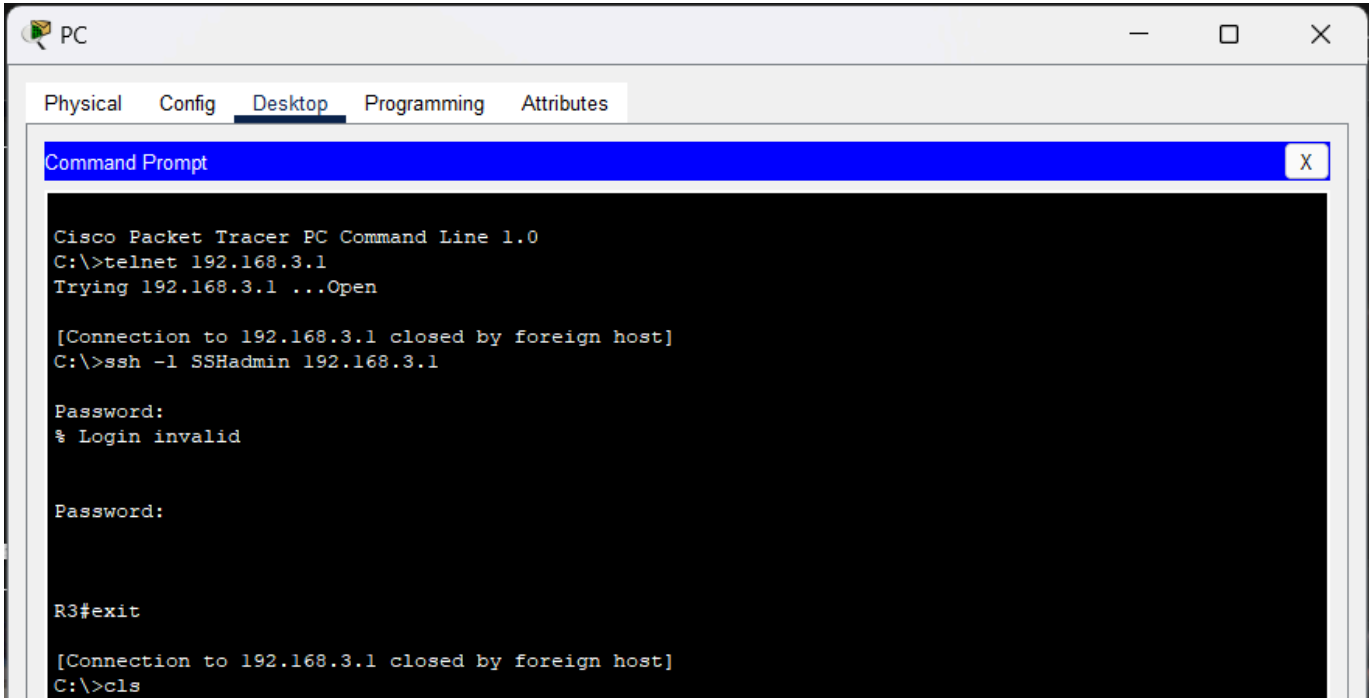 PC
Physical Config Desktop Programming Attributes
Command Prompt
X
Cisco Packet Tracer PC Command Line 1.0
C:\>telnet 192.168.3.1
Trying 192.168.3.1 ...Open
[Connection to 192.168.3.1 closed by foreign host]
C:\>ssh -l SSHadmin 192.168.3.1
Password:
% Login invalid
Password:
R3#exit
[Connection to 192.168.3.1 closed by foreign host]
C:\>cls